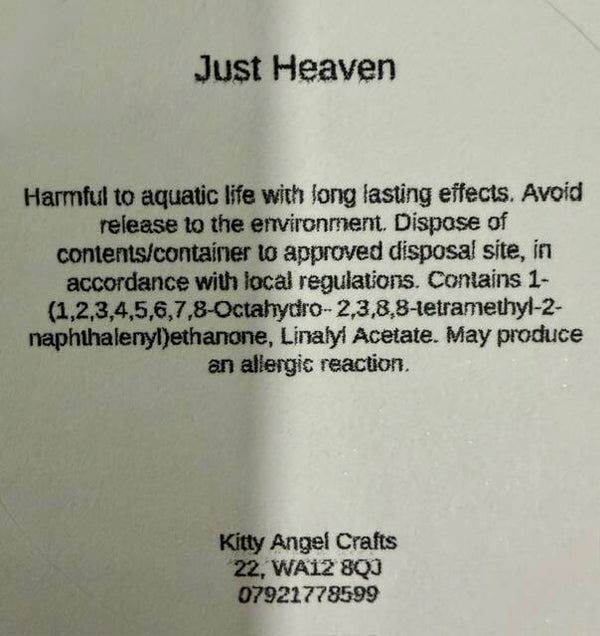 Just Heaven
Harmful to aquatic life with long lasting effects. Avoid
release to the environment. Dispose of
contents/container to approved disposal site, in
accordance with local regulations. Contains 1-
(1,2,3,4,5,6,7,8-Octahydro- 2,3,8,8-tetramethyl-2-
naphthalenyl)ethanone, Linalyl Acetate. May produce
an allergic reaction.
Kitty Angel Crafts
22, WA12 8QJ
07921778599